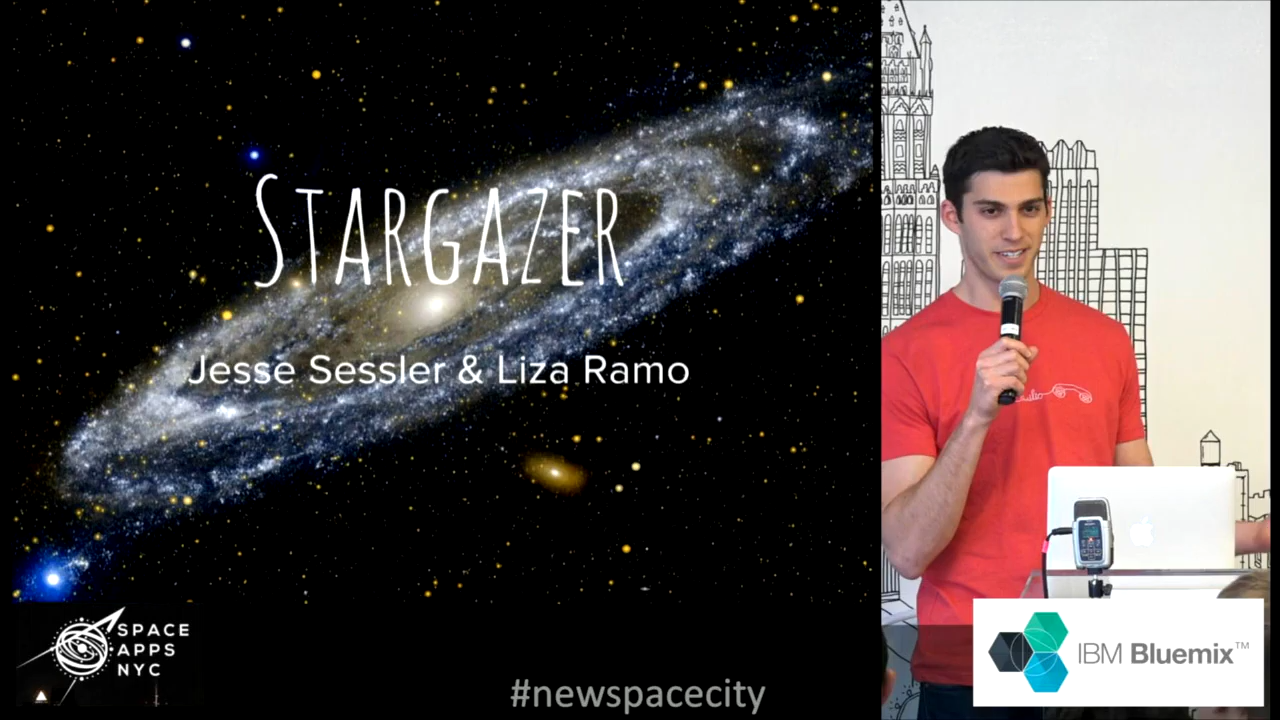 STARGAZER
Jesse Sessler & Liza Ramo
SPACE
APPS
NYC
#newspacecity
IBM Bluemix™